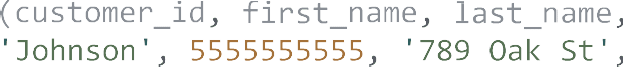 (customer_id, first_name, last_name,
'Johnson', 5555555555, '789 Oak St',